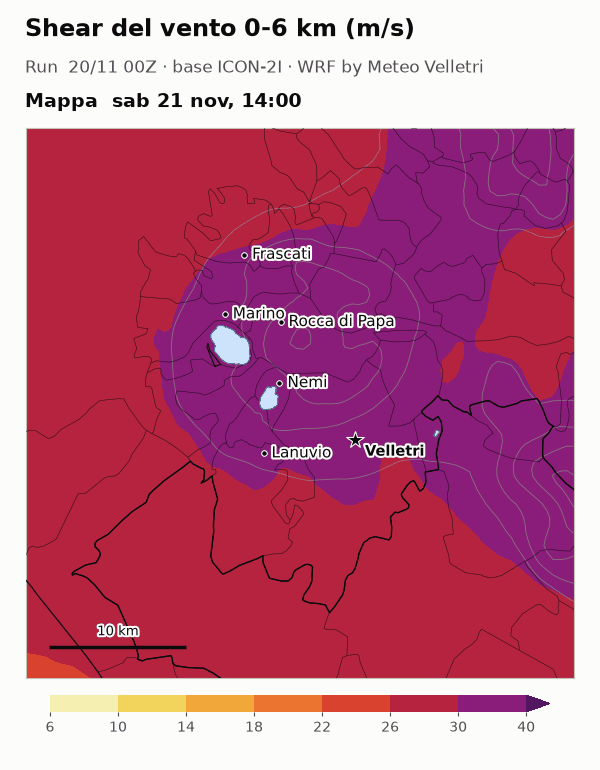 Shear del vento 0-6 km (m/s)
Run  20/11 00Z · base ICON-2I · WRF by Meteo Velletri
Mappa  sab 21 nov, 14:00
Frascati
Marino
Rocca di Papa
Nemi
Velletri
Lanuvio
10 km
6 10 14 18 22 26 30 40